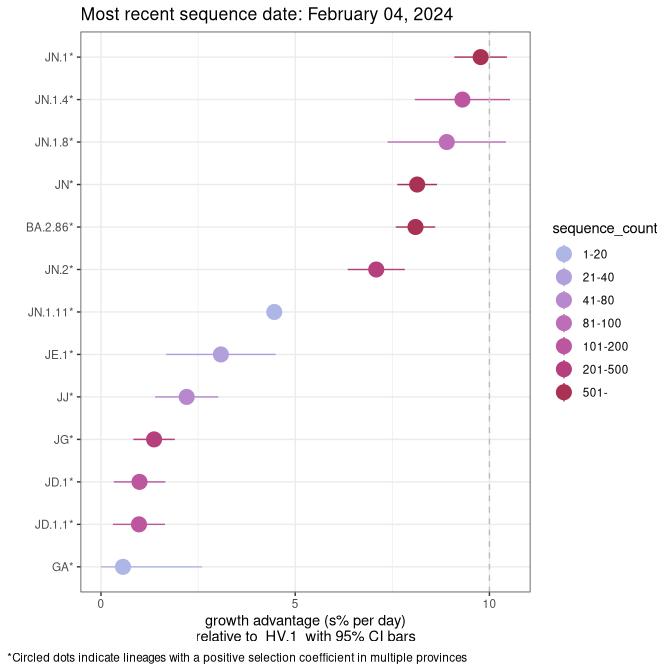 Most recent sequence date: February 04, 2024
JN.1*
JN.1.4*
JN.1.8*
JN*
BA.2.86*
JN.2*
JN.1.11*
JE.1*
JJ*
JG*
JD.1*
JD.1.1*
GA*
0 5 10
growth advantage (s% per day)
relative to HV.1 with 95% CI bars
sequence_count
1-20
21-40
41-80
81-100
101-200
201-500
501-
*Circled dots indicate lineages with a positive selection coefficient in multiple provinces